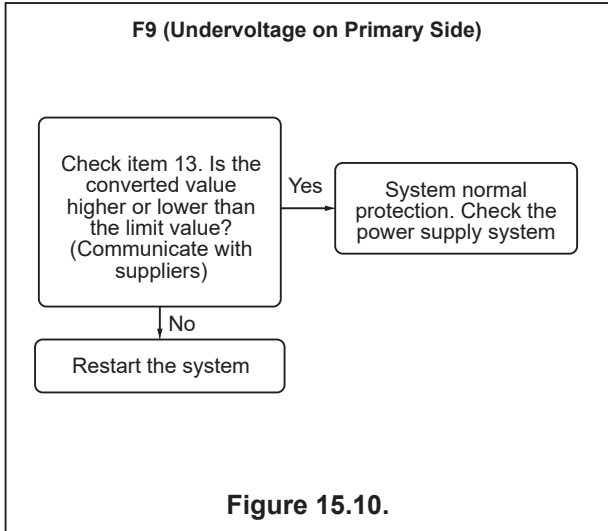 F9 (Undervoltage on Primary Side)
Check item 13. Is the
converted value
higher or lower than
the limit value?
(Communicate with
suppliers)
Yes
System normal
protection. Check the
power supply system
No
Restart the system
Figure 15.10.